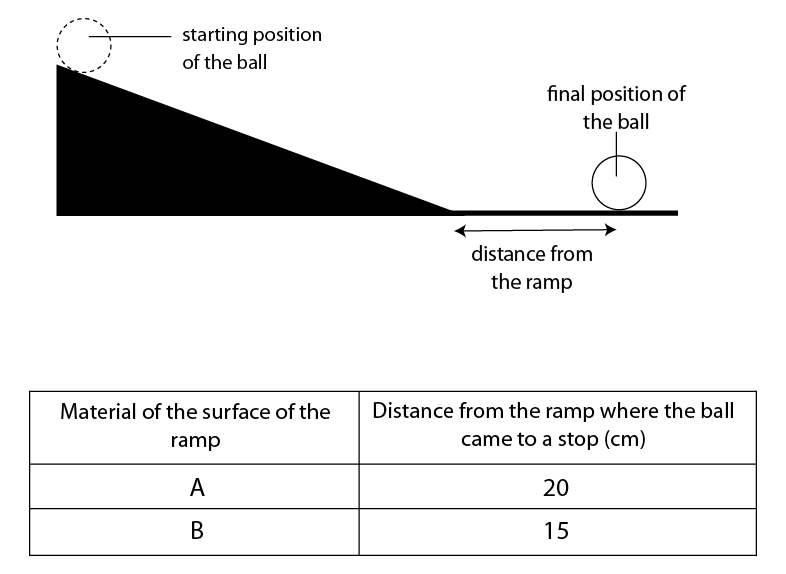 starting position
of the ball
final position of
the ball
distance from
the ramp
Material of the surface of the
ramp
Distance from the ramp where the ball
came to a stop (cm)
A
20
B
15